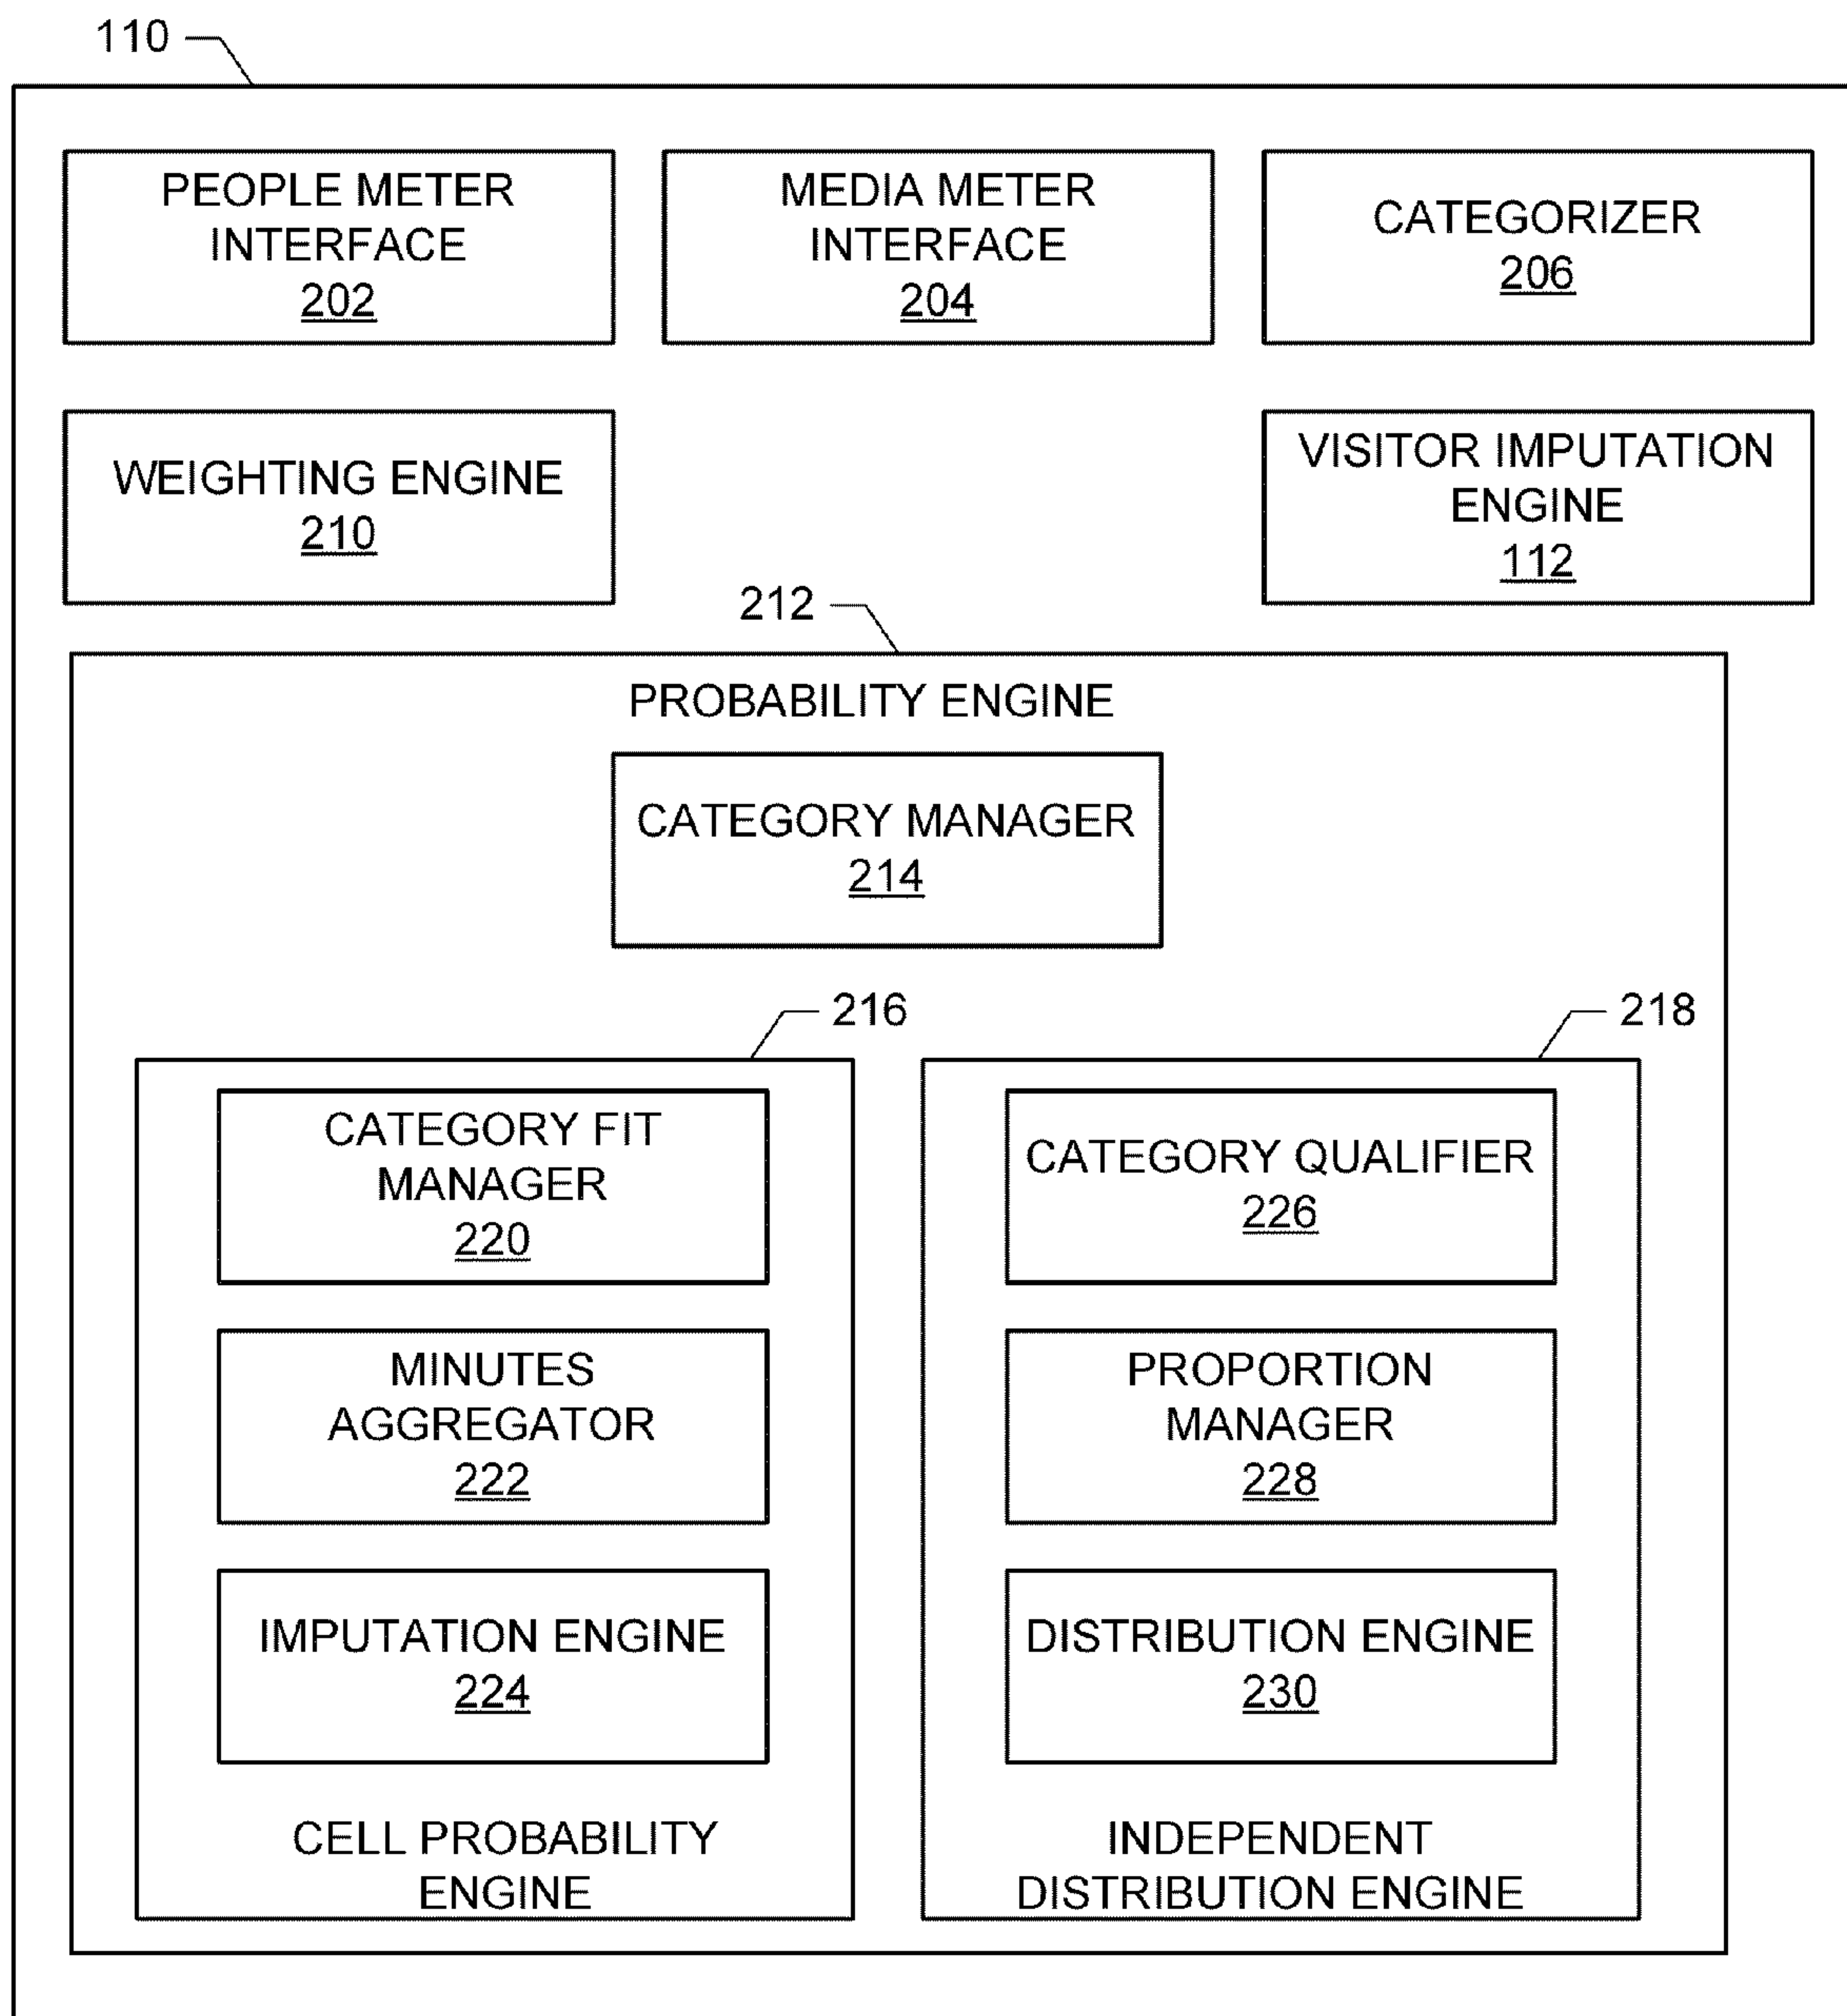 110
PEOPLE METER
INTERFACE
202
MEDIA METER
INTERFACE
204
CATEGORIZER
206
WEIGHTING ENGINE
210
VISITOR IMPUTATION
ENGINE
112
212
PROBABILITY ENGINE
CATEGORY MANAGER
214
216
218
CATEGORY FIT
MANAGER
220
MINUTES
AGGREGATOR
222
IMPUTATION ENGINE
224
CELL PROBABILITY
ENGINE
CATEGORY QUALIFIER
226
PROPORTION
MANAGER
228
DISTRIBUTION ENGINE
230
INDEPENDENT
DISTRIBUTION ENGINE